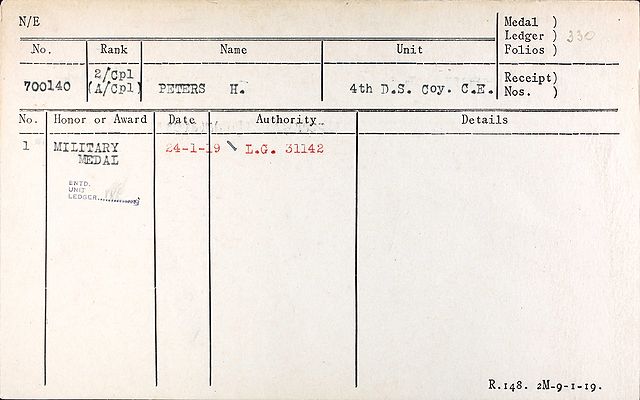 N/E
Medal )
Ledger ) 330
Folios )
No. Rank Name Unit
Receipt)
Nos. )
700140 2/Cpl (A/Cpl) PETERS H. 4th D.S. Coy. C.E.
No. Honor or Award Date Authority Details
1 MILITARY MEDAL 24-1-19 L.G. 31142
ENTD.
UNIT
LEDGER
R.148. 2M-9-1-19.